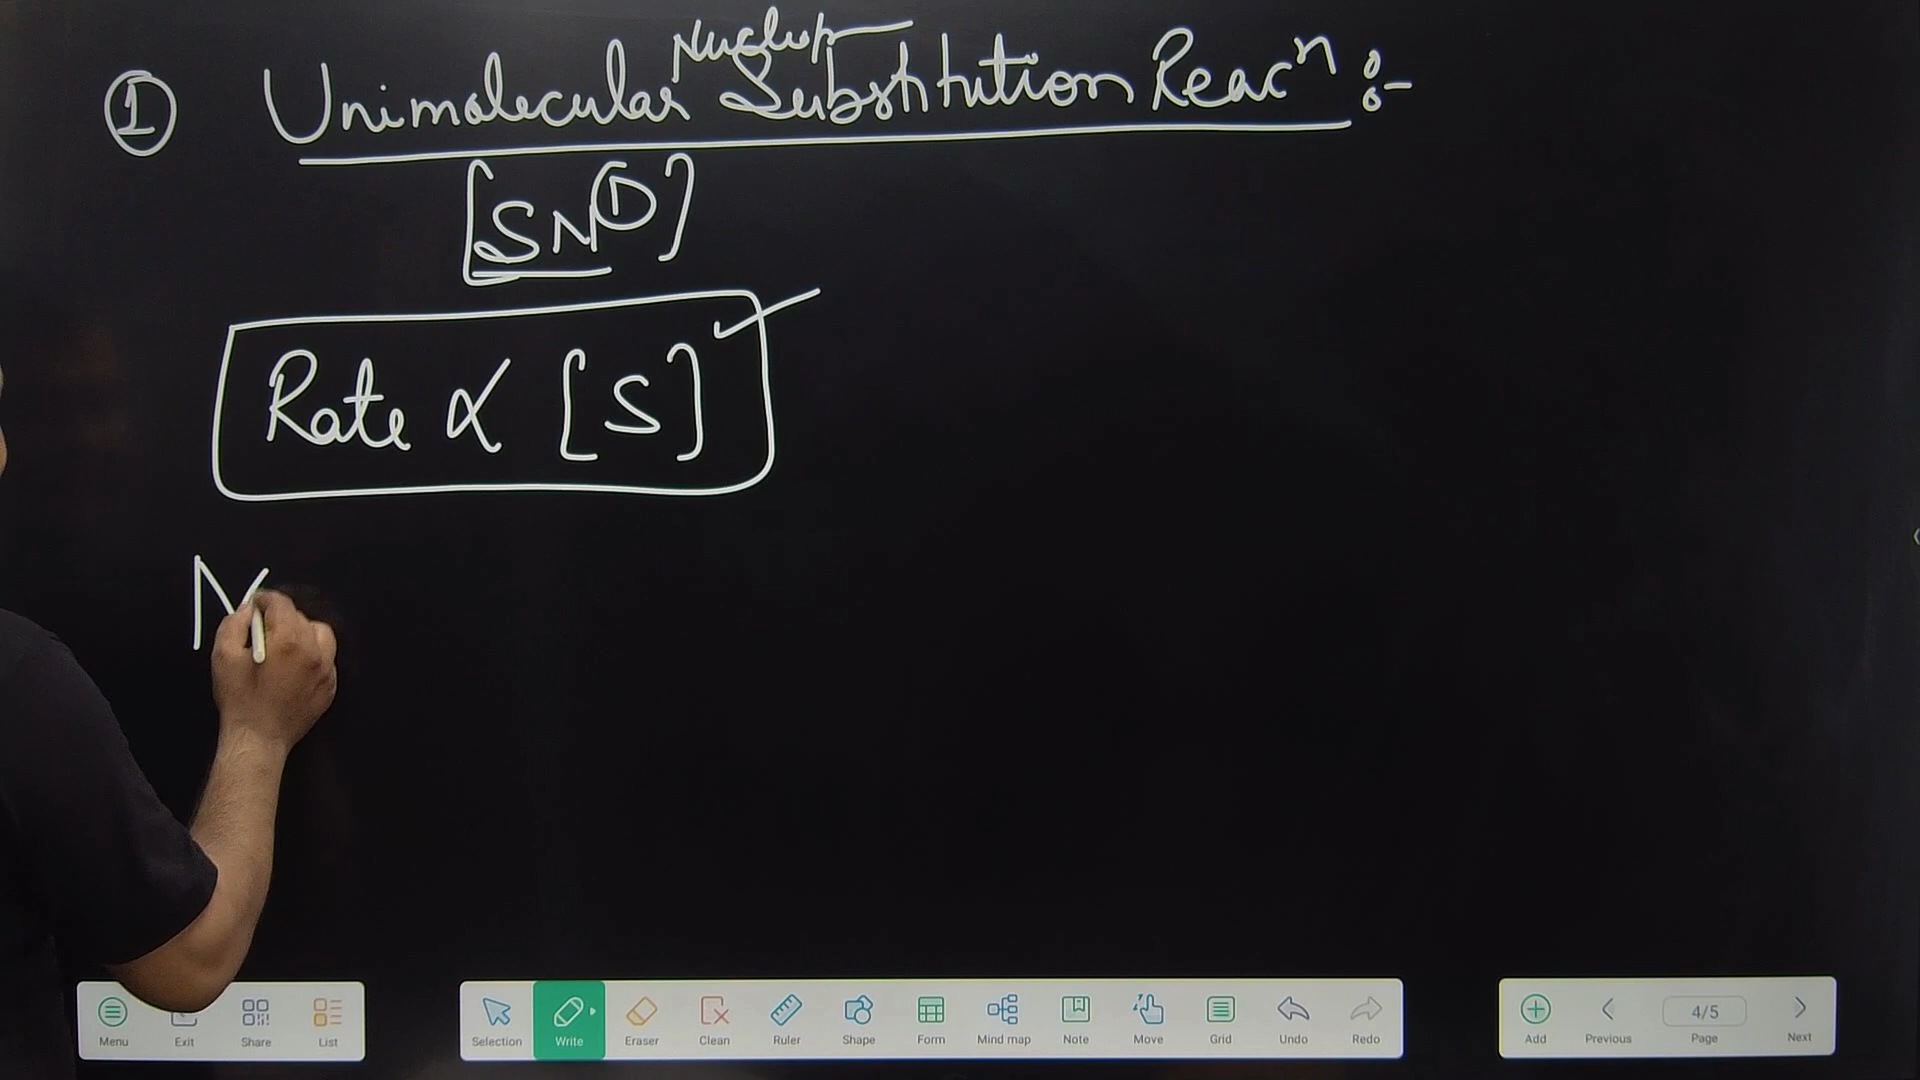 ① Unimolecular Nucleop Substitution Reacⁿ :-
[SN①]
Rate ∝ [S]
M
Menu Exit Share List Selection Write Eraser Clean Ruler Shape Form Mind map Note Move Grid Undo Redo Add Previous 4/5 Page Next